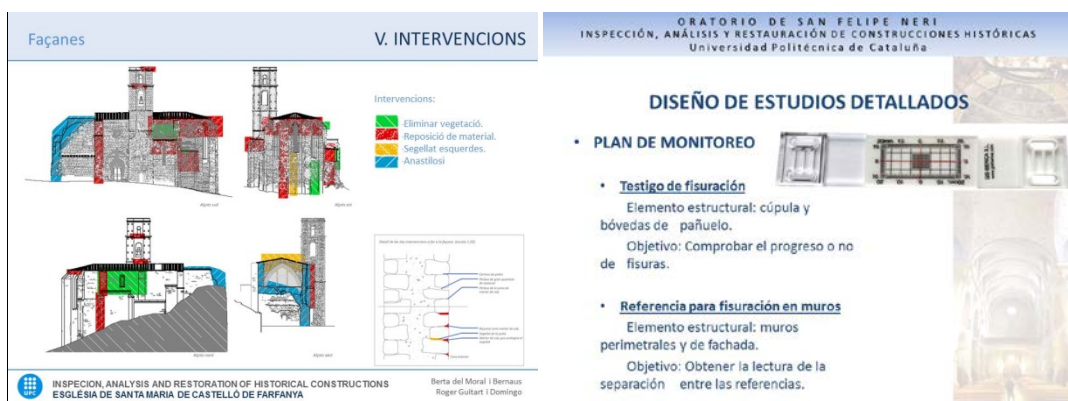 Façanes
V. INTERVENCIONS
Intervencions:
-Eliminar vegetació.
-Reposició de material.
-Segellat esquerdes.
-Anastilosi
INSPECION, ANALYSIS AND RESTORATION OF HISTORICAL CONSTRUCTIONS
ESGLÉSIA DE SANTA MARIA DE CASTELLÓ DE FARFANYA
Berta del Moral i Bernaus
Roger Guitart i Domingo
UPC
ORATORIO DE SAN FELIPE NERI
INSPECCIÓN, ANÁLISIS Y RESTAURACIÓN DE CONSTRUCCIONES HISTÓRICAS
Universidad Politécnica de Cataluña
DISEÑO DE ESTUDIOS DETALLADOS
• PLAN DE MONITOREO
• Testigo de fisuración
Elemento estructural: cúpula y
bóvedas de pañuelo.
Objetivo: Comprobar el progreso o no
de fisuras.
• Referencia para fisuración en muros
Elemento estructural: muros
perimetrales y de fachada.
Objetivo: Obtener la lectura de la
separación entre las referencias.